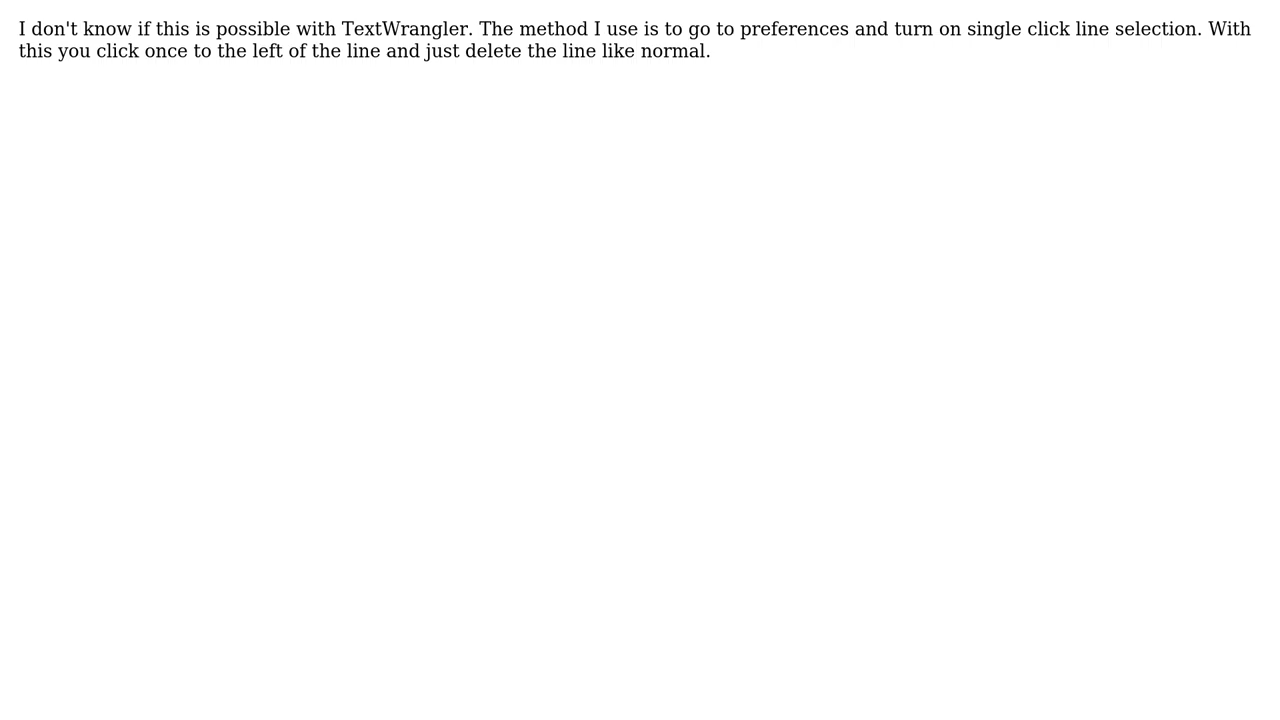 I don't know if this is possible with TextWrangler. The method I use is to go to preferences and turn on single click line selection. With
this you click once to the left of the line and just delete the line like normal.